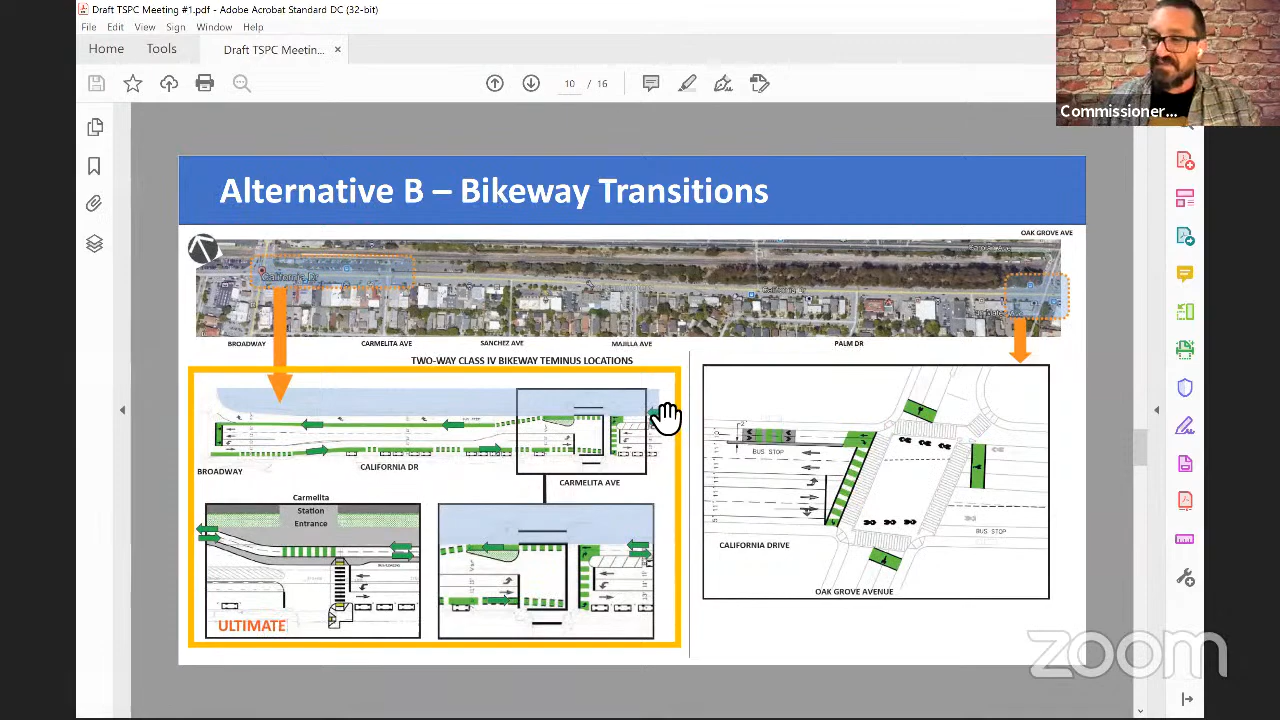 Draft TSPC Meeting #1.pdf - Adobe Acrobat Standard DC (32-bit)
File Edit View Sign Window Help
Home Tools Draft TSPC Meetin... ×
10 / 16
Commissioner...
Alternative B – Bikeway Transitions
OAK GROVE AVE
California Dr
BROADWAY CARMELITA AVE SANCHEZ AVE MAJILLA AVE PALM DR
TWO-WAY CLASS IV BIKEWAY TEMINUS LOCATIONS
BROADWAY
CALIFORNIA DR
CARMELITA AVE
Carmelita
Station
Entrance
ULTIMATE
BUS STOP
BUS STOP
CALIFORNIA DRIVE
OAK GROVE AVENUE
zoom